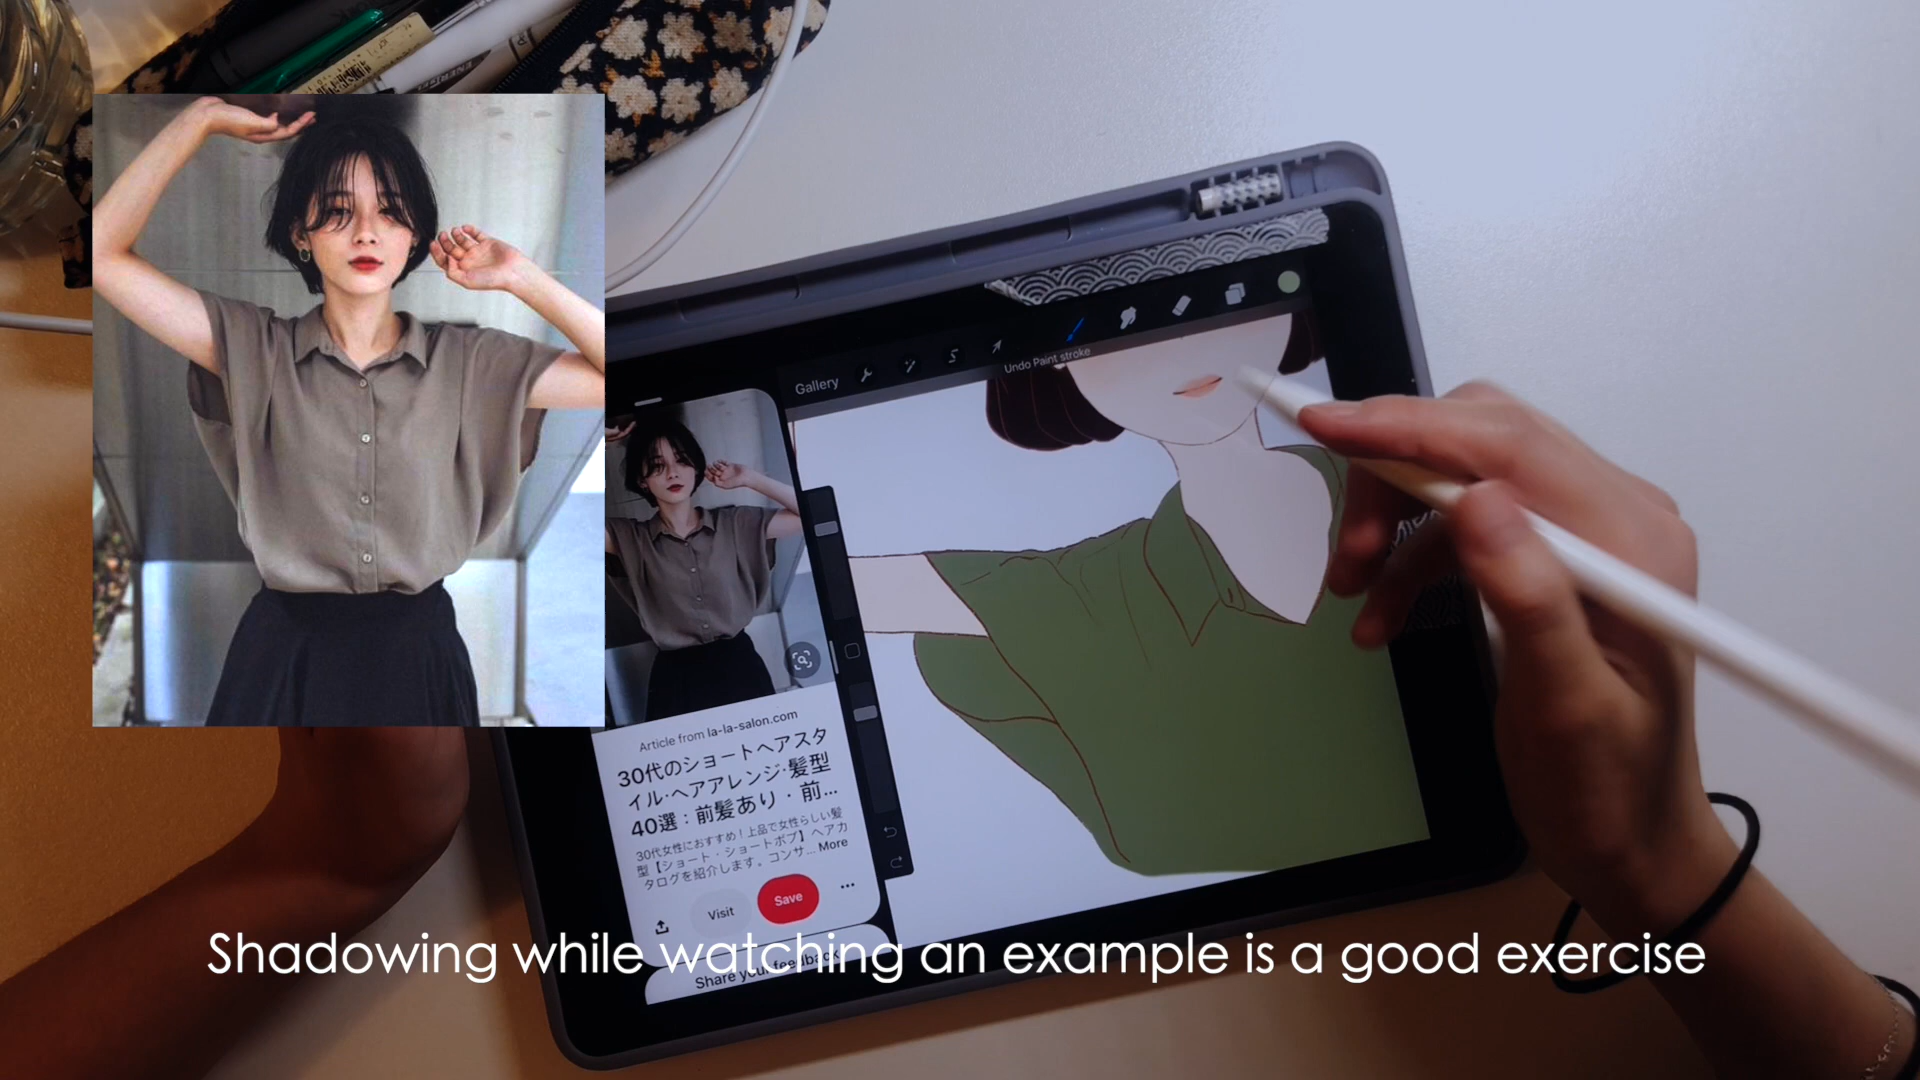 Undo Paint stroke
Gallery
Article from la-la-salon.com
30代のショートヘアスタ
イル·ヘアアレンジ·髪型
40選：前髪あり・前...
30代女性におすすめ！上品で女性らしい髪
型【ショート・ショートボブ】ヘアカ
タログを紹介します。コンサ... More
Visit
Save
Shadowing while watching an example is a good exercise
Share your feedback